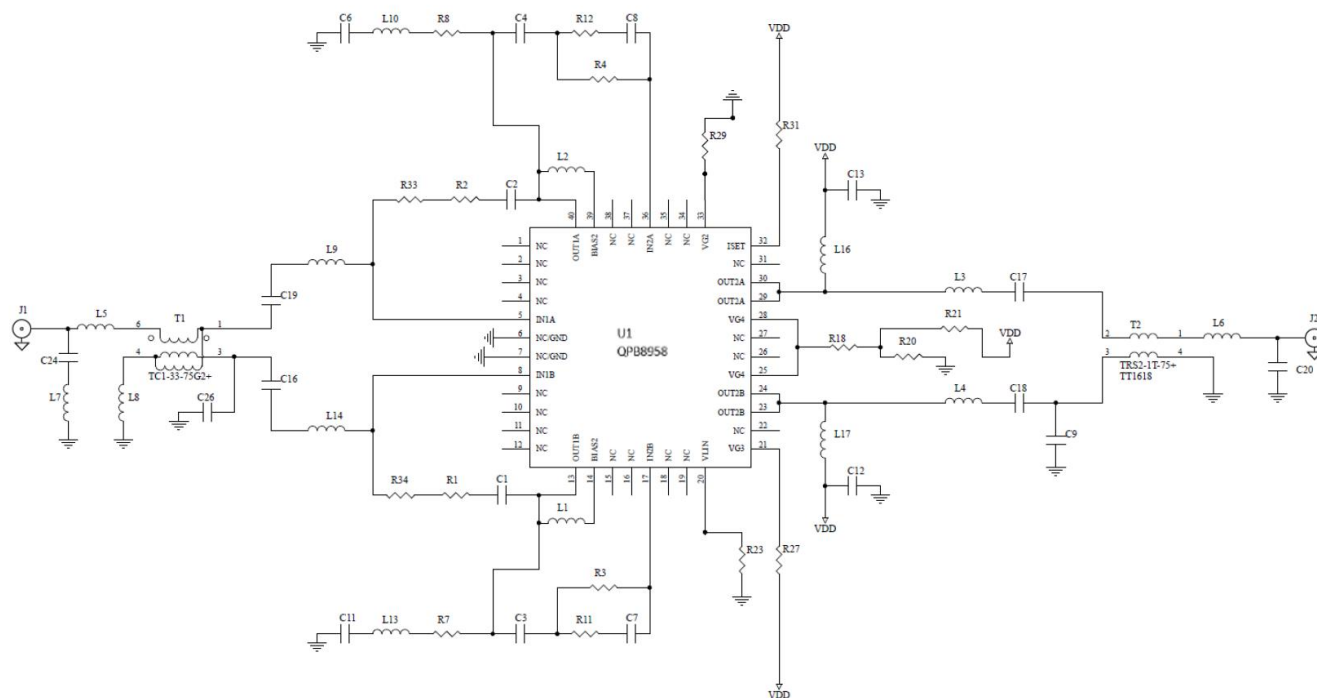 C6 L10 R8 C4 R12 C8
VDD
R4
R31
R29
VDD
L2
C13
R33 R2 C2
40 39 38 37 36 35 34 33
OUT1A BIAS2 NC NC IN2A NC NC VG2
L9
L16
C19
1 NC
2 NC
3 NC
4 NC
5 IN1A
6 NC/GND
7 NC/GND
8 IN1B
9 NC
10 NC
11 NC
12 NC
U1
QPB8958
ISET 32
NC 31
OUT2A 30
OUT2A 29
VG4 28
NC 27
NC 26
VG4 25
OUT2B 24
OUT2B 23
NC 22
VG3 21
L3 C17
J1
L5
6 T1 1
4 3
TC1-33-75G2+
C24
L7
L8
C26
C16
L14
R21
R18
R20
VDD
2 T2 1
3 4
TRS2-1T-75+
TT1618
L6
J2
C20
L4 C18
C9
L17
C12
VDD
OUT1B BIAS2 NC NC IN2B NC NC VLIN
13 14 15 16 17 18 19 20
R34 R1 C1
L1
R23
R27
R3
C11 L13 R7 C3 R11 C7
VDD